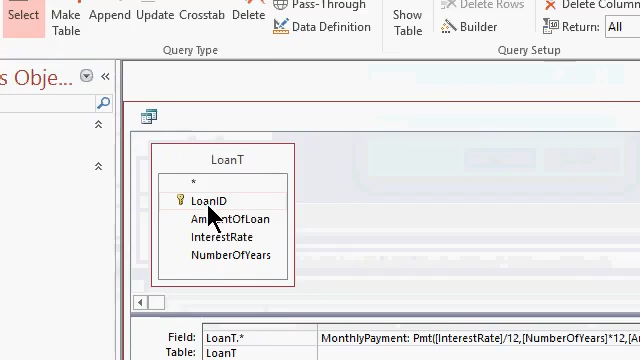 Select
Make Table
Append
Update
Crosstab
Delete
Pass-Through
Data Definition
Query Type
Show Table
Delete Rows
Builder
Delete Colum
Return: All
Query Setup
s Obje... «
LoanT
*
LoanID
AmountOfLoan
InterestRate
NumberOfYears
Field: LoanT.* MonthlyPayment: Pmt([InterestRate]/12,[NumberOfYears]*12,[A
Table: LoanT